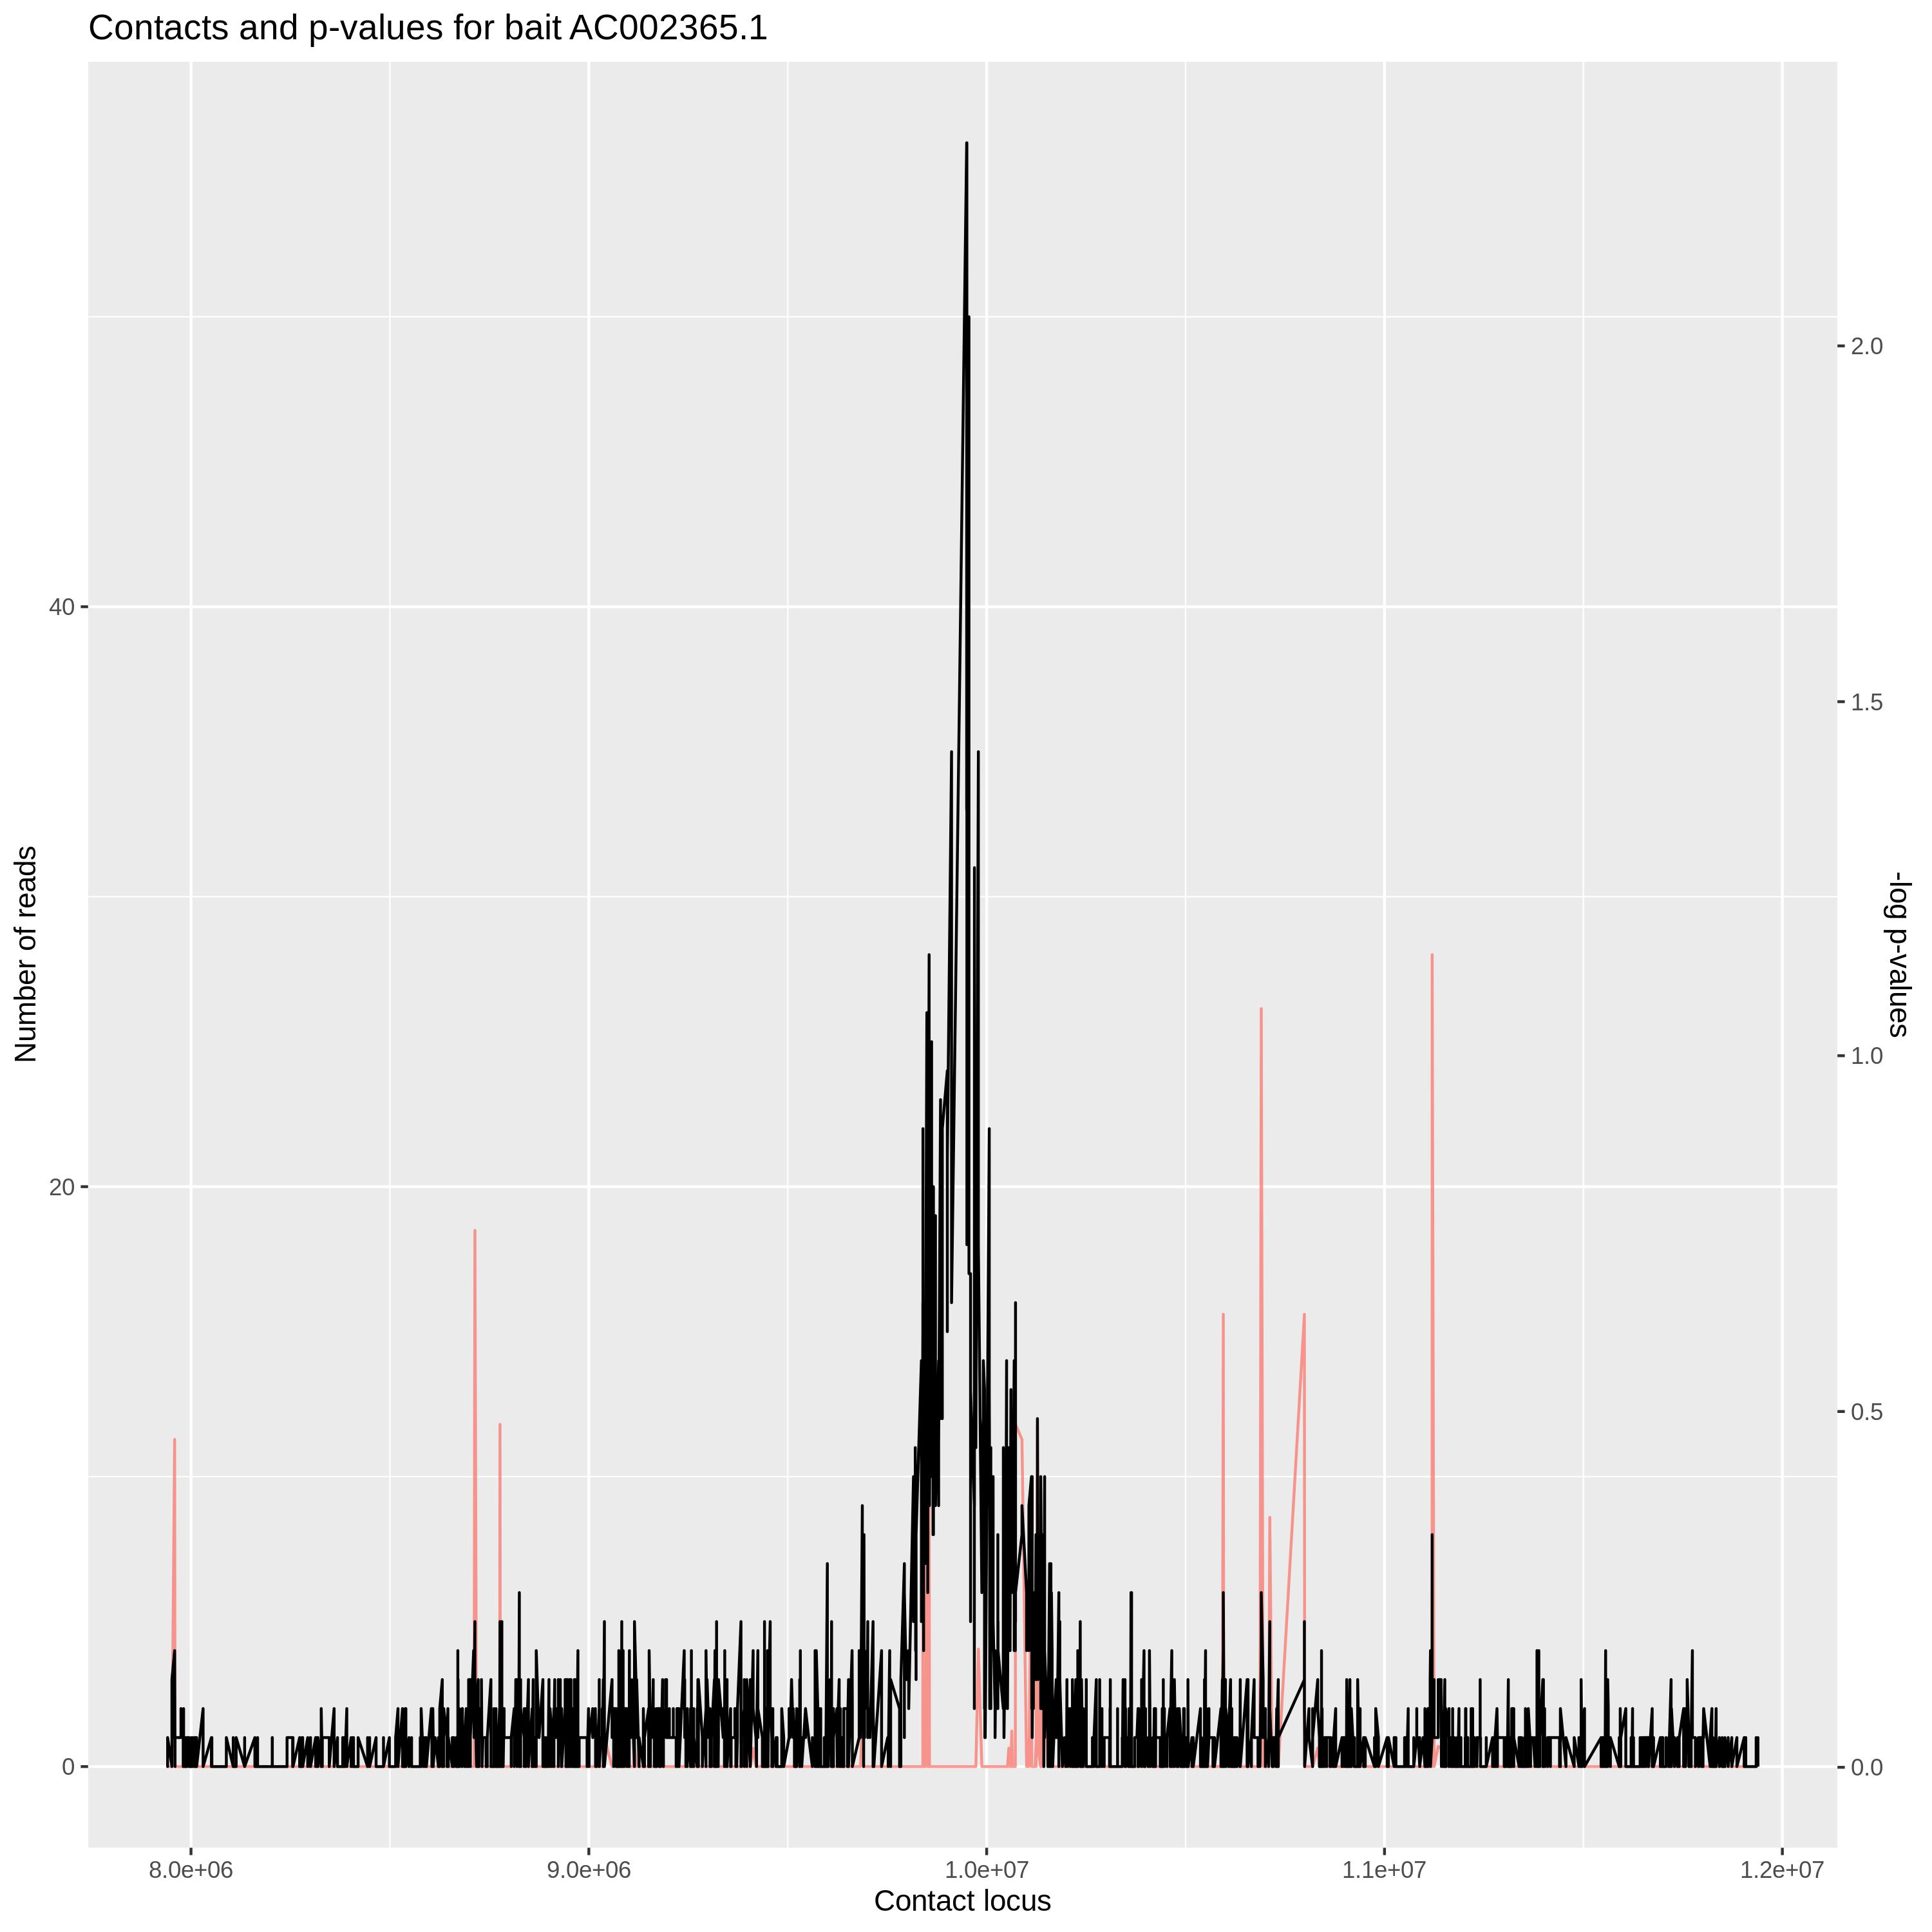 Contacts and p-values for bait AC002365.1
Number of reads
40
20
0
2.0
1.5
1.0
0.5
0.0
-log p-values
8.0e+06
9.0e+06
1.0e+07
1.1e+07
1.2e+07
Contact locus